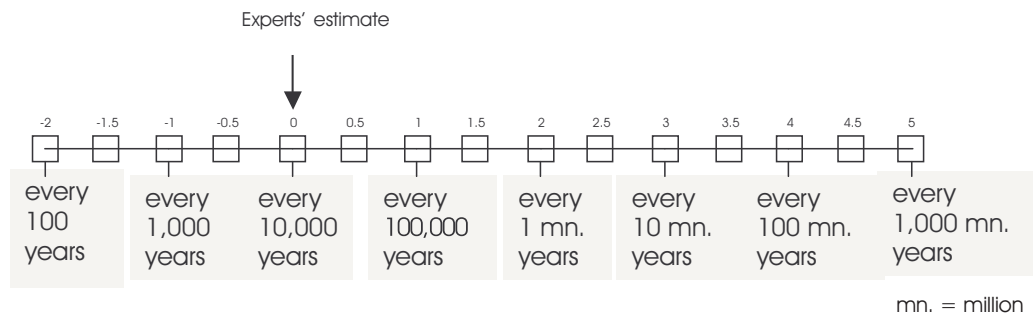 Experts' estimate
-2 -1.5 -1 -0.5 0 0.5 1 1.5 2 2.5 3 3.5 4 4.5 5
every
100
years
every
1,000
years
every
10,000
years
every
100,000
years
every
1 mn.
years
every
10 mn.
years
every
100 mn.
years
every
1,000 mn.
years
mn. = million